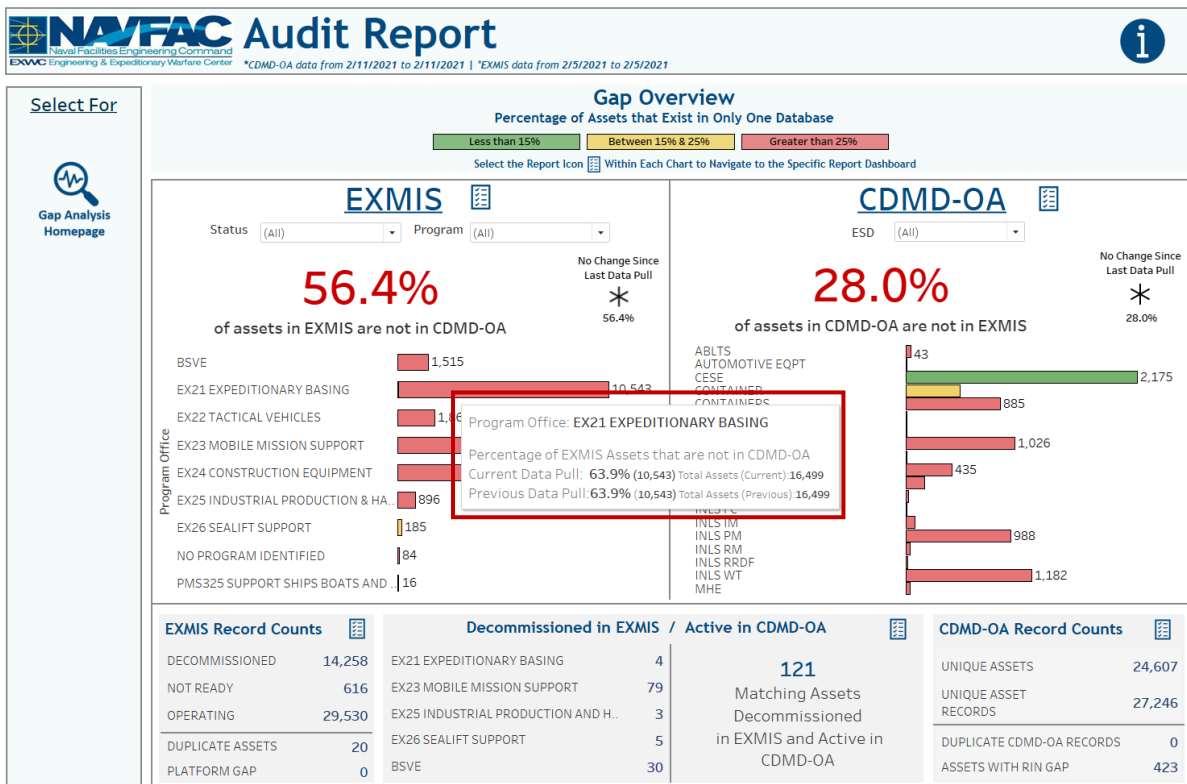 NAVFAC
Naval Facilities Engineering Command
EXWC Engineering & Expeditionary Warfare Center
Audit Report
*CDMD-OA data from 2/11/2021 to 2/11/2021 | *EXMIS data from 2/5/2021 to 2/5/2021
i
Select For
Gap Analysis
Homepage
Gap Overview
Percentage of Assets that Exist in Only One Database
Less than 15% Between 15% & 25% Greater than 25%
Select the Report Icon Within Each Chart to Navigate to the Specific Report Dashboard
EXMIS
Status (All) Program (All)
56.4%
of assets in EXMIS are not in CDMD-OA
No Change Since
Last Data Pull
56.4%
Program Office
BSVE 1,515
EX21 EXPEDITIONARY BASING 10,543
EX22 TACTICAL VEHICLES
EX23 MOBILE MISSION SUPPORT
EX24 CONSTRUCTION EQUIPMENT
EX25 INDUSTRIAL PRODUCTION & HA.. 896
EX26 SEALIFT SUPPORT 185
NO PROGRAM IDENTIFIED 84
PMS325 SUPPORT SHIPS BOATS AND .. 16
Program Office: EX21 EXPEDITIONARY BASING
Percentage of EXMIS Assets that are not in CDMD-OA
Current Data Pull: 63.9% (10,543) Total Assets (Current):16,499
Previous Data Pull:63.9% (10,543) Total Assets (Previous):16,499
CDMD-OA
ESD (All)
28.0%
of assets in CDMD-OA are not in EXMIS
No Change Since
Last Data Pull
28.0%
ABLTS 43
AUTOMOTIVE EQPT
CESE 2,175
CONTAINER
CONTAINERS 885
1,026
435
INLS IM
INLS PM 988
INLS RM
INLS RRDF
INLS WT 1,182
MHE
EXMIS Record Counts
DECOMMISSIONED 14,258
NOT READY 616
OPERATING 29,530
DUPLICATE ASSETS 20
PLATFORM GAP 0
Decommissioned in EXMIS / Active in CDMD-OA
EX21 EXPEDITIONARY BASING 4
EX23 MOBILE MISSION SUPPORT 79
EX25 INDUSTRIAL PRODUCTION AND H.. 3
EX26 SEALIFT SUPPORT 5
BSVE 30
121
Matching Assets
Decommissioned
in EXMIS and Active in
CDMD-OA
CDMD-OA Record Counts
UNIQUE ASSETS 24,607
UNIQUE ASSET
RECORDS 27,246
DUPLICATE CDMD-OA RECORDS 0
ASSETS WITH RIN GAP 423